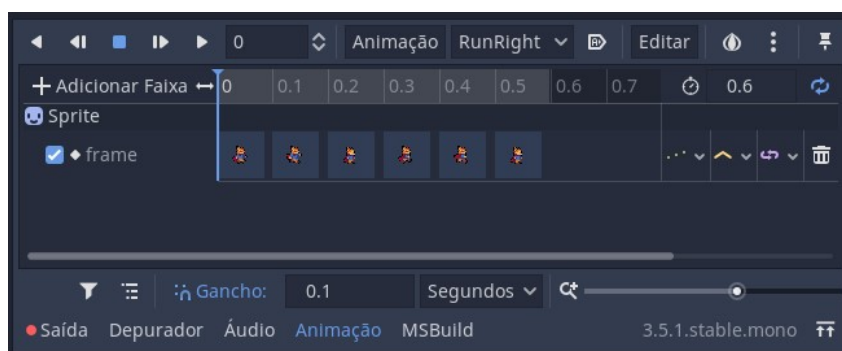 0 Animação RunRight Editar
Adicionar Faixa 0 0.1 0.2 0.3 0.4 0.5 0.6 0.7 0.6
Sprite
frame
Gancho: 0.1 Segundos
Saída Depurador Áudio Animação MSBuild 3.5.1.stable.mono